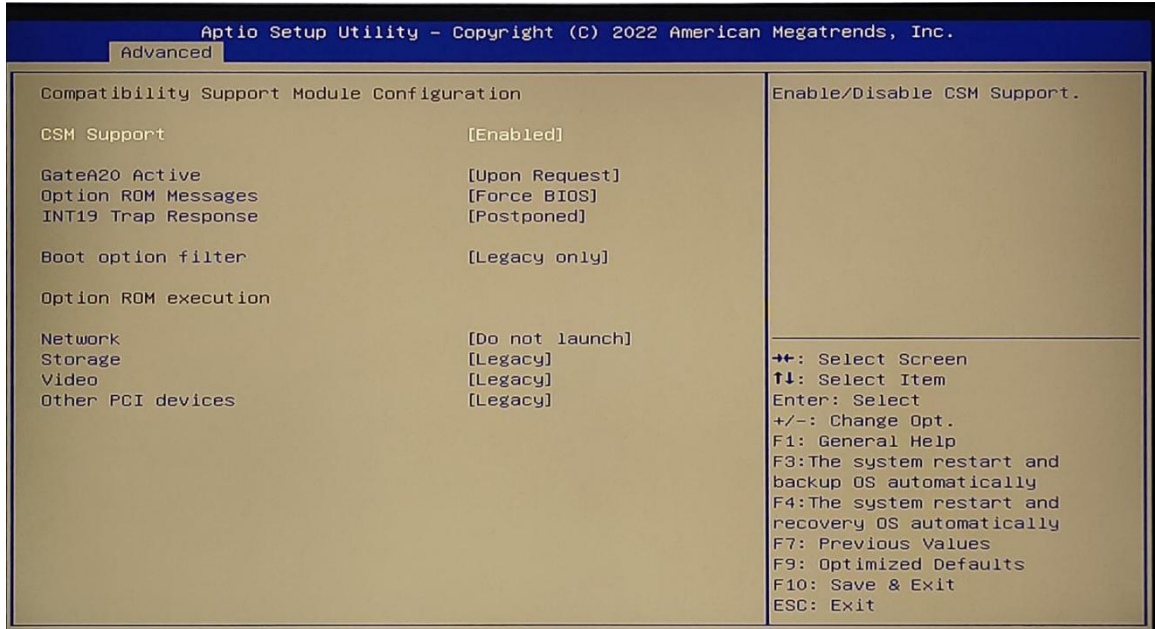 Aptio Setup Utility – Copyright (C) 2022 American Megatrends, Inc.
Advanced
Compatibility Support Module Configuration
CSM Support [Enabled]
GateA20 Active [Upon Request]
Option ROM Messages [Force BIOS]
INT19 Trap Response [Postponed]
Boot option filter [Legacy only]
Option ROM execution
Network [Do not launch]
Storage [Legacy]
Video [Legacy]
Other PCI devices [Legacy]
Enable/Disable CSM Support.
→←: Select Screen
↑↓: Select Item
Enter: Select
+/-: Change Opt.
F1: General Help
F3:The system restart and
backup OS automatically
F4:The system restart and
recovery OS automatically
F7: Previous Values
F9: Optimized Defaults
F10: Save & Exit
ESC: Exit